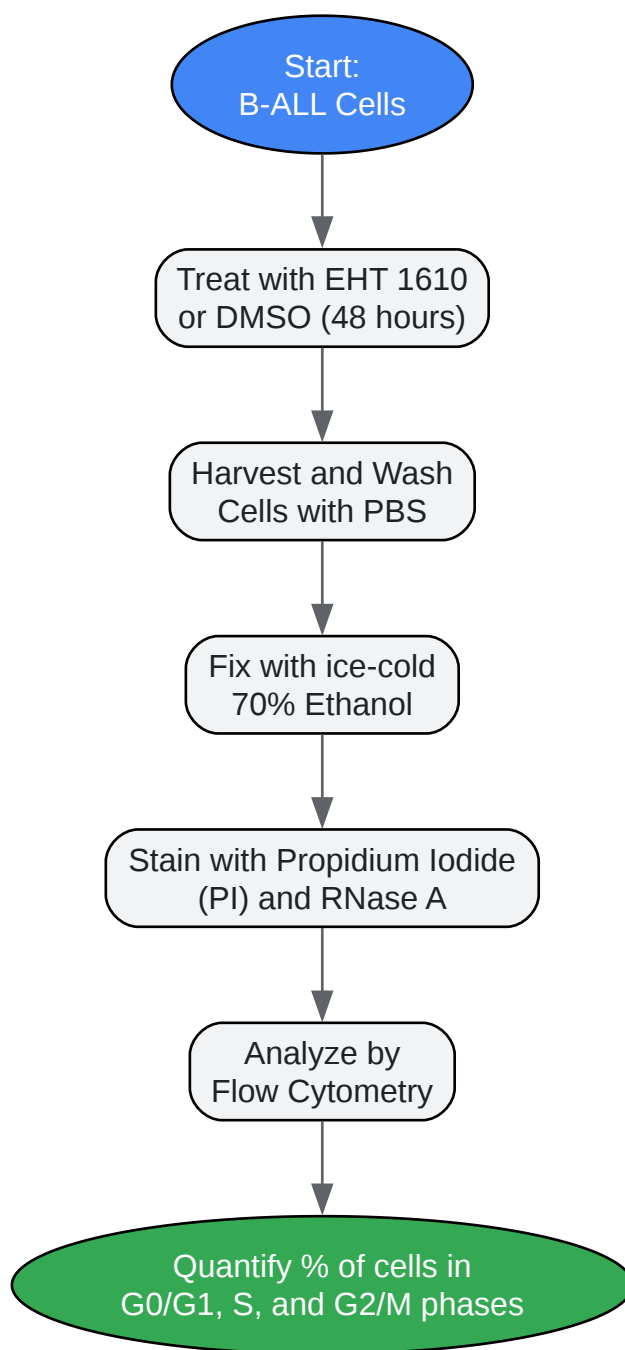 Start:
B-ALL Cells
Treat with EHT 1610
or DMSO (48 hours)
Harvest and Wash
Cells with PBS
Fix with ice-cold
70% Ethanol
Stain with Propidium Iodide
(PI) and RNase A
Analyze by
Flow Cytometry
Quantify % of cells in
G0/G1, S, and G2/M phases